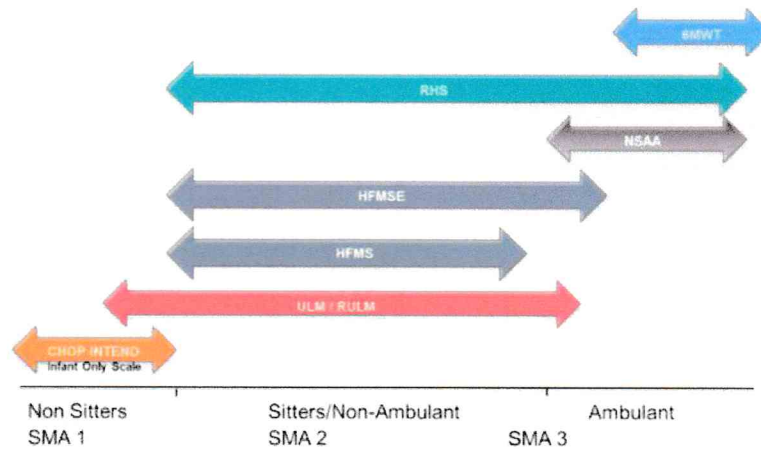 6MWT
RHS
NSAA
HFMSE
HFMS
ULM / RULM
CHOP INTEND
Infant Only Scale
Non Sitters Sitters/Non-Ambulant Ambulant
SMA 1 SMA 2 SMA 3